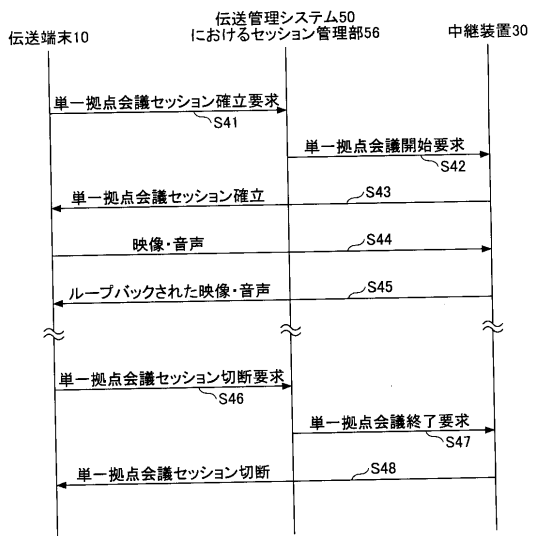 伝送端末10
伝送管理システム50
におけるセッション管理部56
中継装置30
単一拠点会議セッション確立要求
S41
単一拠点会議開始要求
S42
単一拠点会議セッション確立
S43
映像・音声
S44
ループバックされた映像・音声
S45
単一拠点会議セッション切断要求
S46
単一拠点会議終了要求
S47
単一拠点会議セッション切断
S48